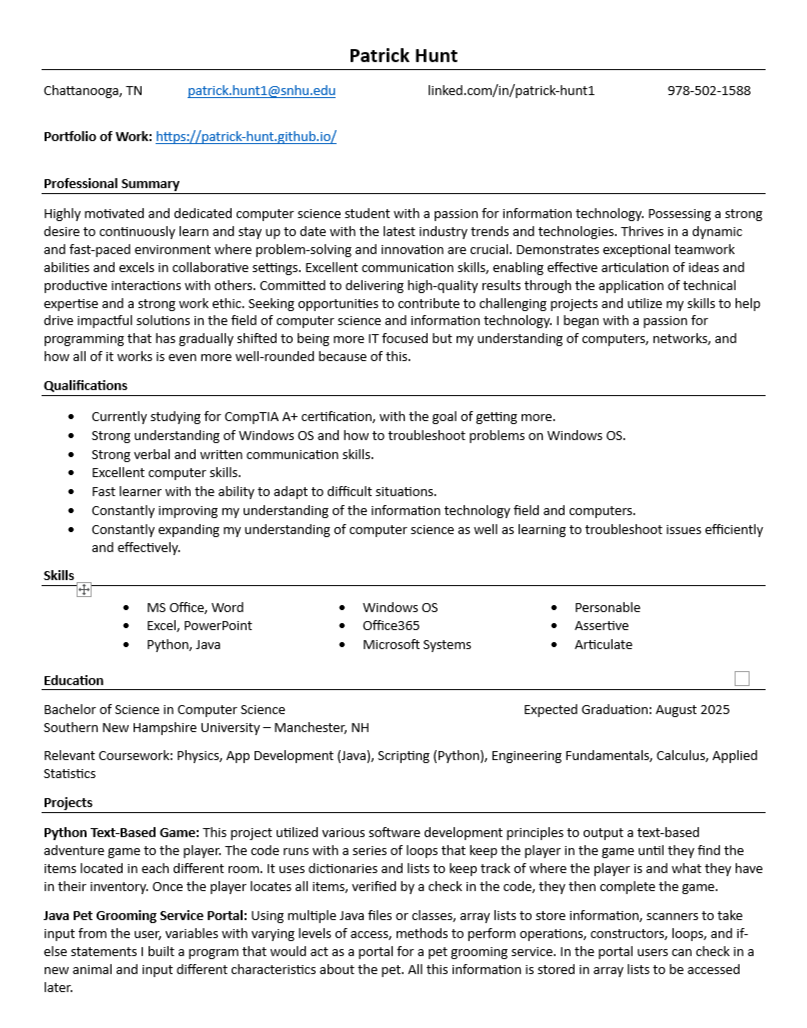 Patrick Hunt
Chattanooga, TN patrick.hunt1@snhu.edu linked.com/in/patrick-hunt1 978-502-1588
Portfolio of Work: https://patrick-hunt.github.io/
Professional Summary
Highly motivated and dedicated computer science student with a passion for information technology. Possessing a strong
desire to continuously learn and stay up to date with the latest industry trends and technologies. Thrives in a dynamic
and fast-paced environment where problem-solving and innovation are crucial. Demonstrates exceptional teamwork
abilities and excels in collaborative settings. Excellent communication skills, enabling effective articulation of ideas and
productive interactions with others. Committed to delivering high-quality results through the application of technical
expertise and a strong work ethic. Seeking opportunities to contribute to challenging projects and utilize my skills to help
drive impactful solutions in the field of computer science and information technology. I began with a passion for
programming that has gradually shifted to being more IT focused but my understanding of computers, networks, and
how all of it works is even more well-rounded because of this.
Qualifications
• Currently studying for CompTIA A+ certification, with the goal of getting more.
• Strong understanding of Windows OS and how to troubleshoot problems on Windows OS.
• Strong verbal and written communication skills.
• Excellent computer skills.
• Fast learner with the ability to adapt to difficult situations.
• Constantly improving my understanding of the information technology field and computers.
• Constantly expanding my understanding of computer science as well as learning to troubleshoot issues efficiently
and effectively.
Skills
• MS Office, Word • Windows OS • Personable
• Excel, PowerPoint • Office365 • Assertive
• Python, Java • Microsoft Systems • Articulate
Education
Bachelor of Science in Computer Science Expected Graduation: August 2025
Southern New Hampshire University – Manchester, NH
Relevant Coursework: Physics, App Development (Java), Scripting (Python), Engineering Fundamentals, Calculus, Applied
Statistics
Projects
Python Text-Based Game: This project utilized various software development principles to output a text-based
adventure game to the player. The code runs with a series of loops that keep the player in the game until they find the
items located in each different room. It uses dictionaries and lists to keep track of where the player is and what they have
in their inventory. Once the player locates all items, verified by a check in the code, they then complete the game.
Java Pet Grooming Service Portal: Using multiple Java files or classes, array lists to store information, scanners to take
input from the user, variables with varying levels of access, methods to perform operations, constructors, loops, and if-
else statements I built a program that would act as a portal for a pet grooming service. In the portal users can check in a
new animal and input different characteristics about the pet. All this information is stored in array lists to be accessed
later.